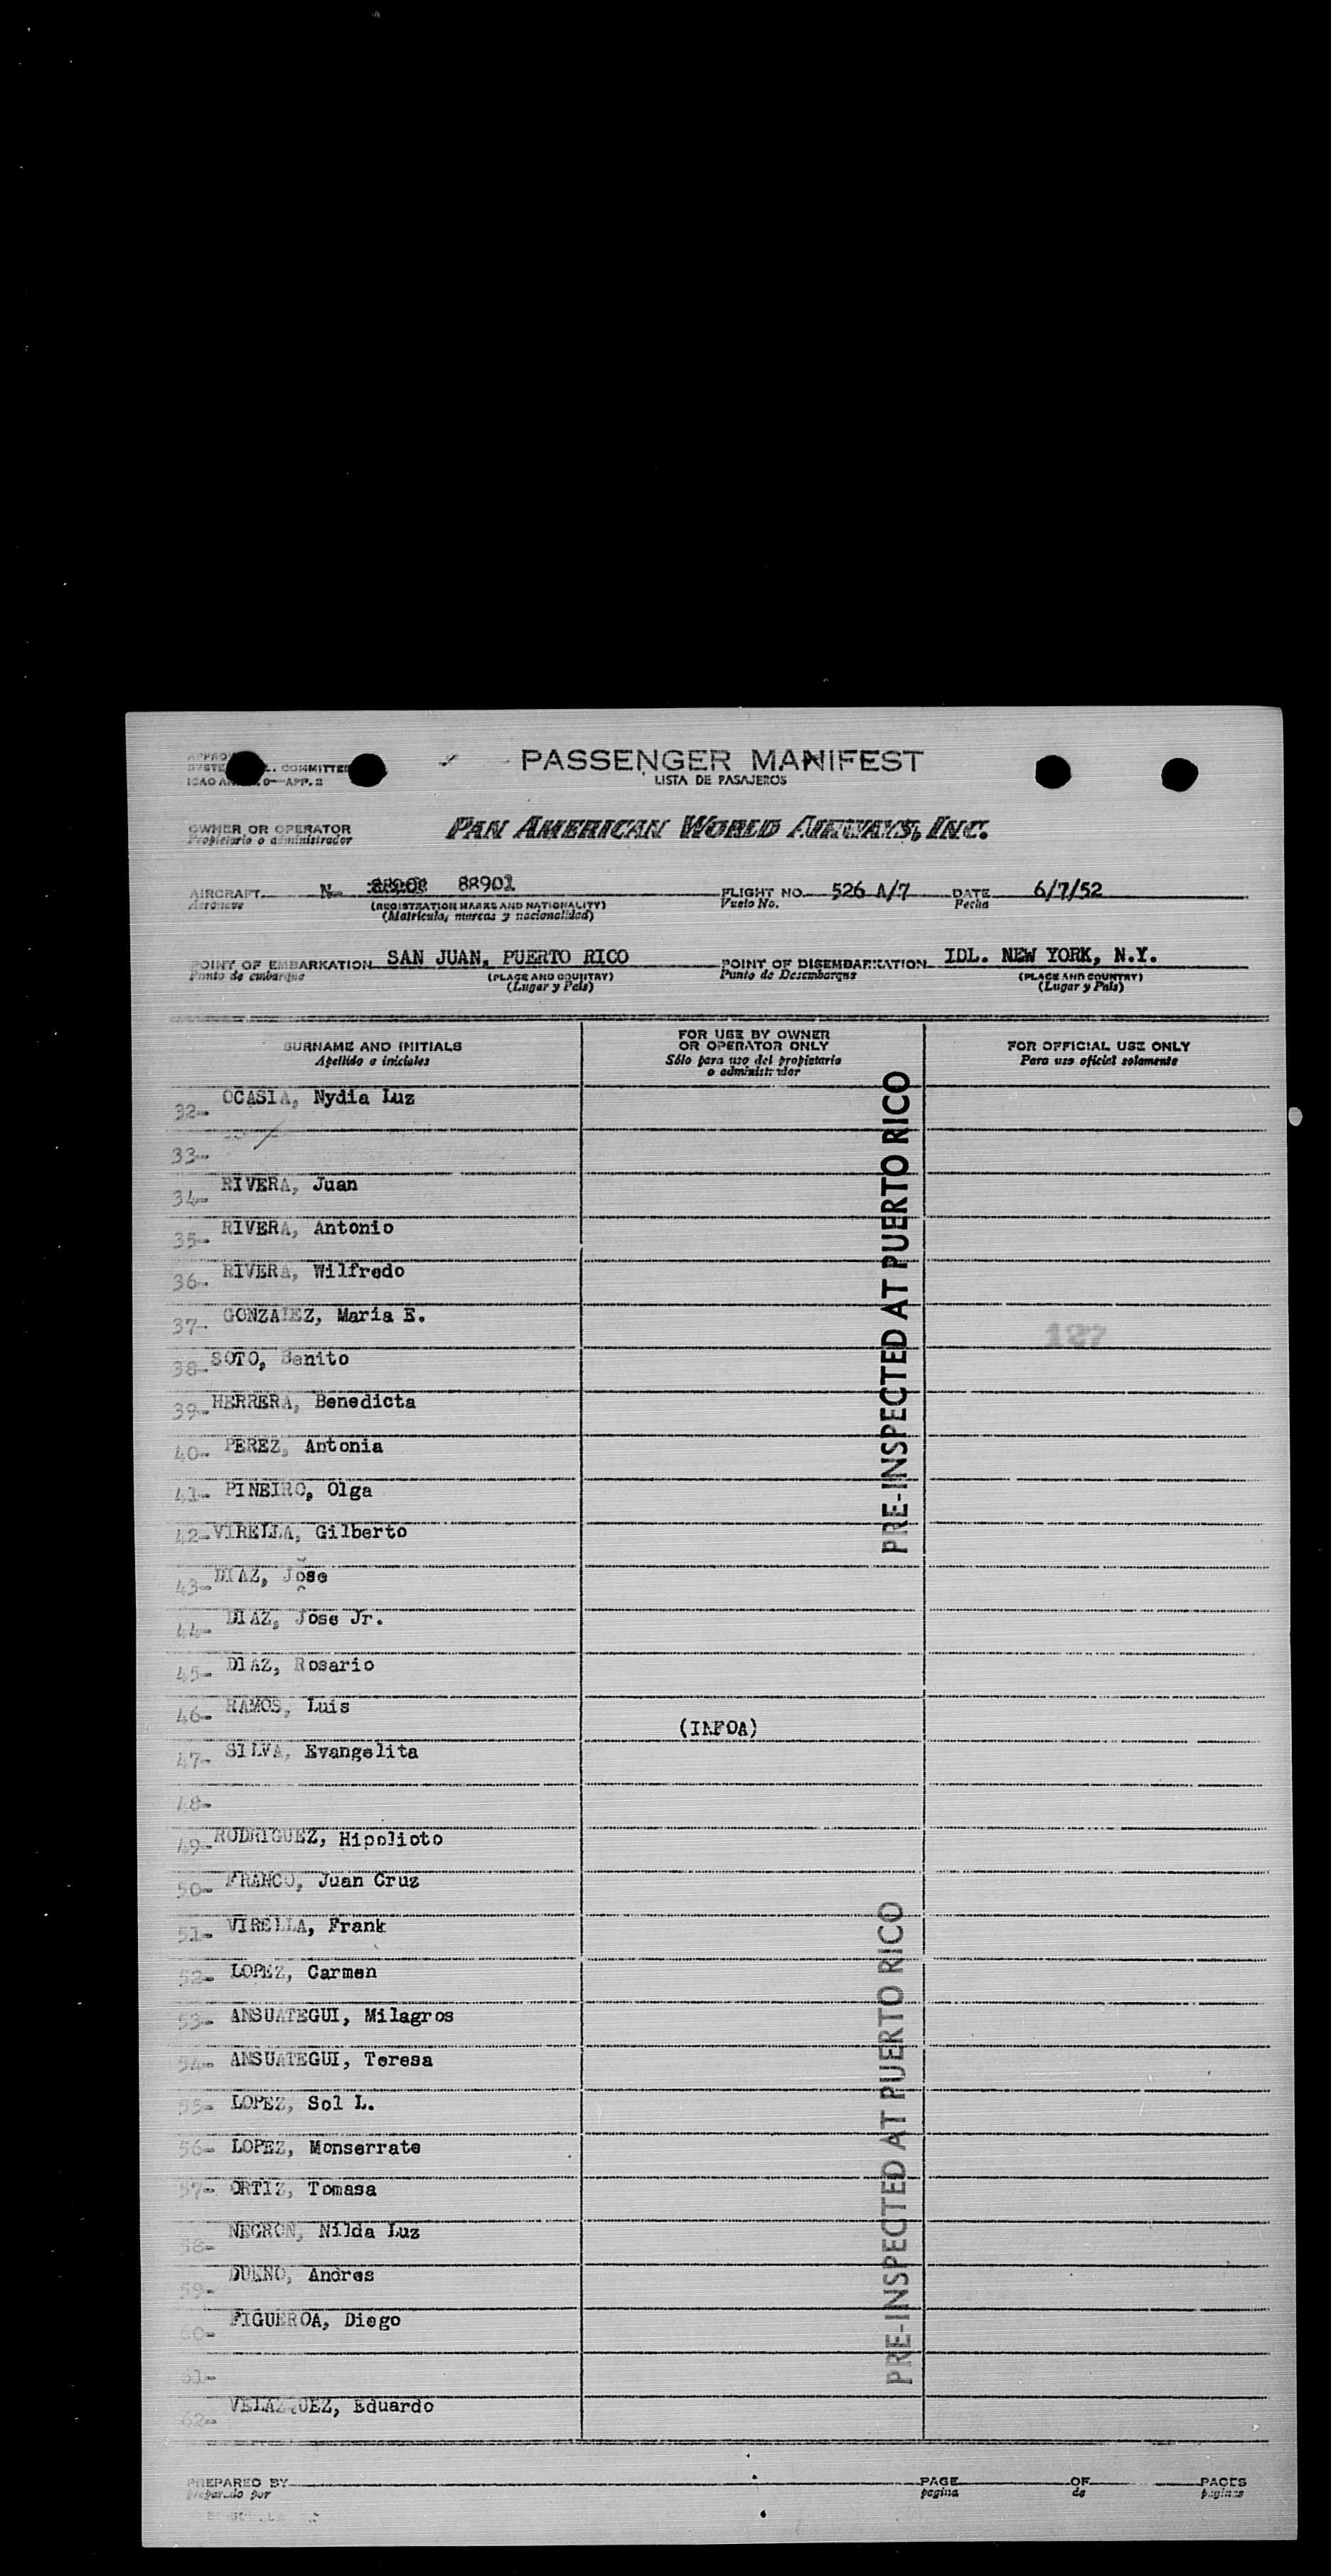 PASSENGER MANIFEST
LISTA DE PASAJEROS
L. COMMITTEE
APP. 2
OWNER OR OPERATOR
Propietario o administrador
PAN AMERICAN WORLD AIRWAYS, INC.
AIRCRAFT N- 88901 FLIGHT NO. 526 A/7 DATE 6/7/52
Aeronave (REGISTRATION MARKS AND NATIONALITY) Vuelo No. Fecha
(Matrícula, marcas y nacionalidad)
POINT OF EMBARKATION SAN JUAN, PUERTO RICO POINT OF DISEMBARKATION IDL. NEW YORK, N.Y.
Punto de embarque (PLACE AND COUNTRY) Punto de Desembarque (PLACE AND COUNTRY)
(Lugar y País) (Lugar y País)
SURNAME AND INITIALS
Apellido e iniciales
FOR USE BY OWNER
OR OPERATOR ONLY
Sólo para uso del propietario
o administrador
FOR OFFICIAL USE ONLY
Para uso oficial solamente
32- OCASIA, Nydia Luz
33-
34- RIVERA, Juan
35- RIVERA, Antonio
36- RIVERA, Wilfredo
37- GONZALEZ, Maria E.
127
38- SOTO, Benito
39- HERRERA, Benedicta
40- PEREZ, Antonia
41- PINEIRO, Olga
42- VIRELLA, Gilberto
43- DIAZ, Jose
44- DIAZ, Jose Jr.
45- DIAZ, Rosario
46- RAMOS, Luis
(INFOA)
47- SILVA, Evangelita
48-
49- RODRIGUEZ, Hipolioto
50- FRANCO, Juan Cruz
51- VIRELLA, Frank
52- LOPEZ, Carmen
53- ANSUATEGUI, Milagros
54- ANSUATEGUI, Teresa
55- LOPEZ, Sol L.
56- LOPEZ, Monserrate
57- ORTIZ, Tomasa
58- NEGRON, Nilda Luz
59- DUENO, Andres
60- FIGUEROA, Diego
61-
62- VELAZQUEZ, Eduardo
PRE-INSPECTED AT PUERTO RICO
PRE-INSPECTED AT PUERTO RICO
PREPARED BY PAGE OF PAGES
preparado por pagina de paginas